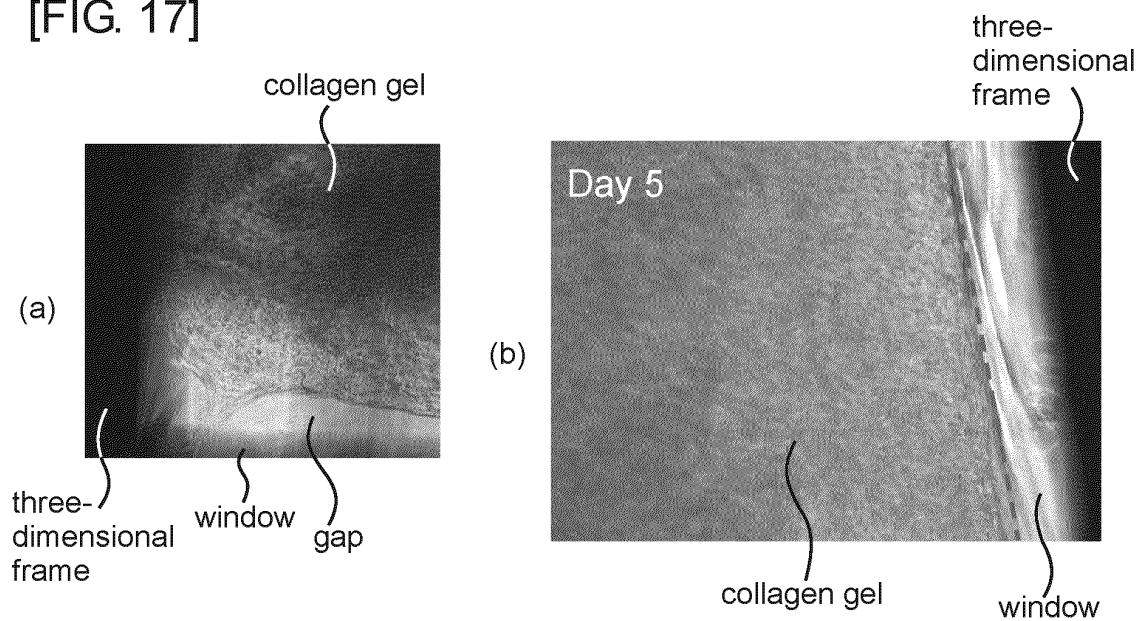 [FIG. 17]
three-
dimensional
frame
collagen gel
Day 5
(a)
(b)
three-
dimensional
frame
window
gap
collagen gel
window